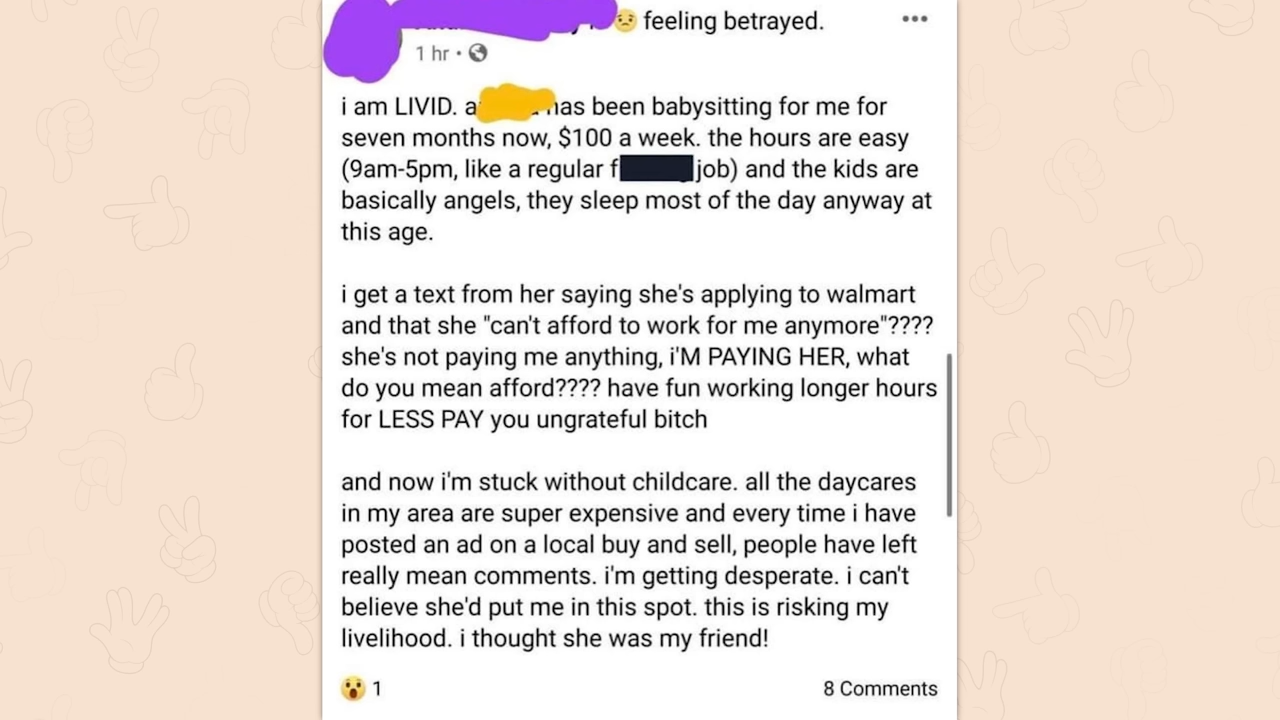 feeling betrayed.
1 hr
i am LIVID. has been babysitting for me for
seven months now, $100 a week. the hours are easy
(9am-5pm, like a regular f job) and the kids are
basically angels, they sleep most of the day anyway at
this age.
i get a text from her saying she's applying to walmart
and that she "can't afford to work for me anymore"????
she's not paying me anything, i'M PAYING HER, what
do you mean afford???? have fun working longer hours
for LESS PAY you ungrateful bitch
and now i'm stuck without childcare. all the daycares
in my area are super expensive and every time i have
posted an ad on a local buy and sell, people have left
really mean comments. i'm getting desperate. i can't
believe she'd put me in this spot. this is risking my
livelihood. i thought she was my friend!
1
8 Comments